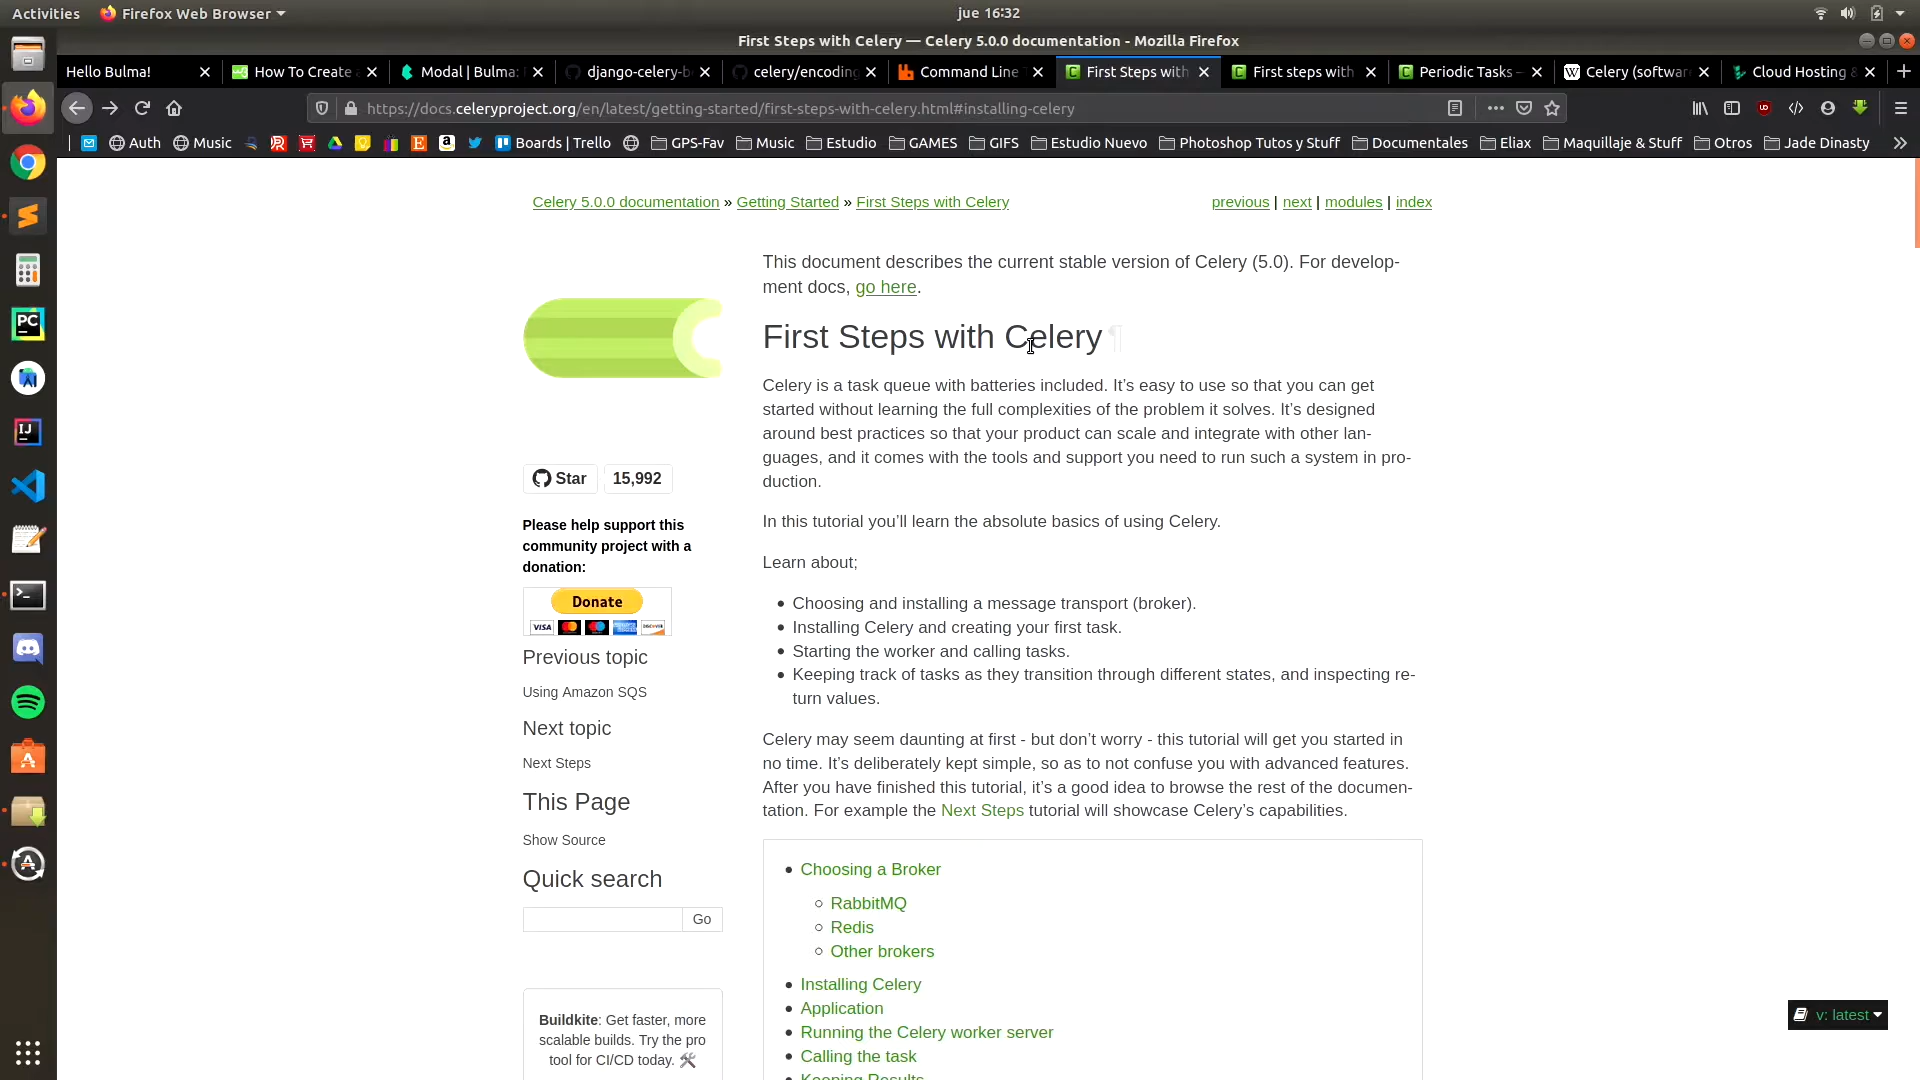 Activities Firefox Web Browser jue 16:32
First Steps with Celery — Celery 5.0.0 documentation - Mozilla Firefox
Hello Bulma! How To Create a Modal | Bulma: django-celery-b celery/encoding Command Line First Steps with First steps with Periodic Tasks — Celery (softwar Cloud Hosting &
https://docs.celeryproject.org/en/latest/getting-started/first-steps-with-celery.html#installing-celery
Auth Music Boards | Trello GPS-Fav Music Estudio GAMES GIFS Estudio Nuevo Photoshop Tutos y Stuff Documentales Eliax Maquillaje & Stuff Otros Jade Dinasty
Celery 5.0.0 documentation » Getting Started » First Steps with Celery previous | next | modules | index
This document describes the current stable version of Celery (5.0). For develop-
ment docs, go here.
First Steps with Celery ¶
Celery is a task queue with batteries included. It’s easy to use so that you can get
started without learning the full complexities of the problem it solves. It’s designed
around best practices so that your product can scale and integrate with other lan-
guages, and it comes with the tools and support you need to run such a system in pro-
duction.
In this tutorial you’ll learn the absolute basics of using Celery.
Learn about;
• Choosing and installing a message transport (broker).
• Installing Celery and creating your first task.
• Starting the worker and calling tasks.
• Keeping track of tasks as they transition through different states, and inspecting re-
turn values.
Celery may seem daunting at first - but don’t worry - this tutorial will get you started in
no time. It’s deliberately kept simple, so as to not confuse you with advanced features.
After you have finished this tutorial, it’s a good idea to browse the rest of the documen-
tation. For example the Next Steps tutorial will showcase Celery’s capabilities.
• Choosing a Broker
◦ RabbitMQ
◦ Redis
◦ Other brokers
• Installing Celery
• Application
• Running the Celery worker server
• Calling the task
• Keeping Results
Star 15,992
Please help support this
community project with a
donation:
Donate
VISA
DISCOVER
Previous topic
Using Amazon SQS
Next topic
Next Steps
This Page
Show Source
Quick search
Go
Buildkite: Get faster, more
scalable builds. Try the pro
tool for CI/CD today. 🛠️
v: latest
PC
IJ